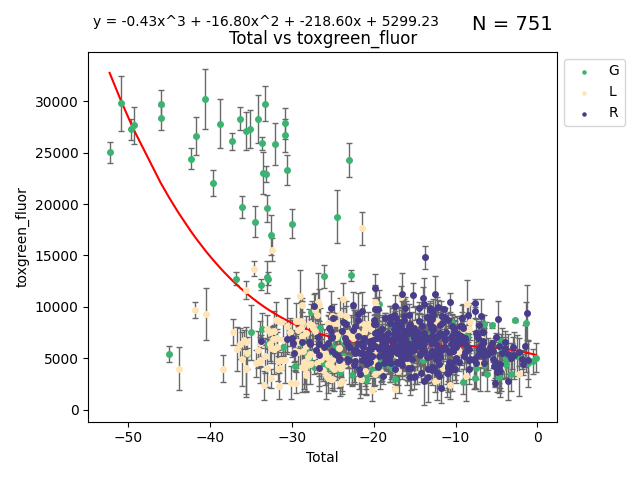 y = -0.43x^3 + -16.80x^2 + -218.60x + 5299.23
N = 751
Total vs toxgreen_fluor
G
L
R
30000
25000
20000
15000
10000
5000
0
toxgreen_fluor
−50 −40 −30 −20 −10 0
Total